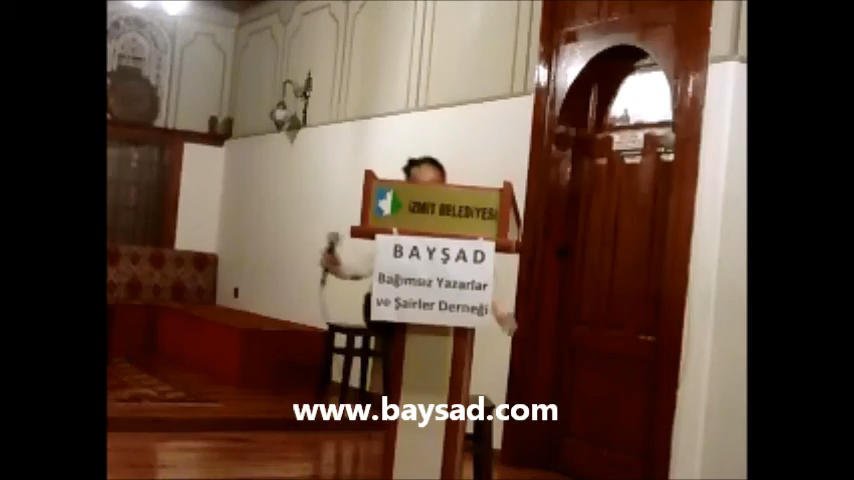 İZMİT BELEDİYESİ
BAYŞAD
Bağımsız Yazarlar
ve Şairler Derneği
www.baysad.com